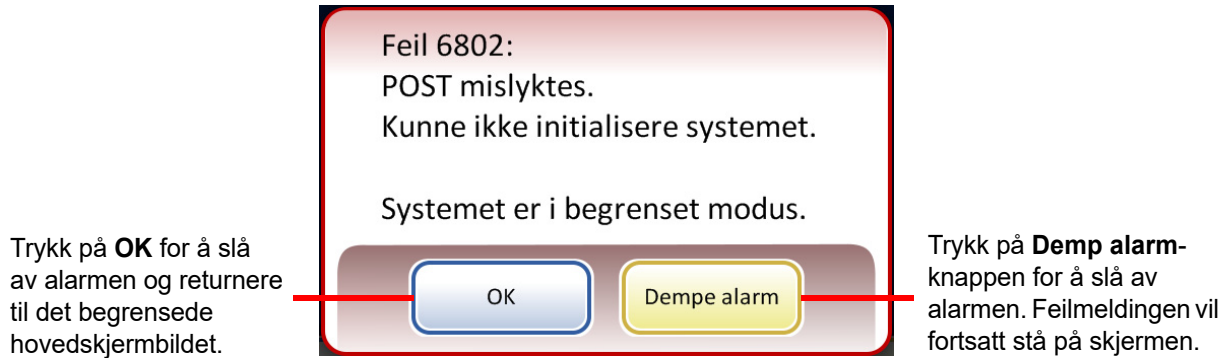 Feil 6802:
POST mislyktes.
Kunne ikke initialisere systemet.
Systemet er i begrenset modus.
OK
Dempe alarm
Trykk på OK for å slå
av alarmen og returnere
til det begrensede
hovedskjermbildet.
Trykk på Demp alarm-
knappen for å slå av
alarmen. Feilmeldingen vil
fortsatt stå på skjermen.